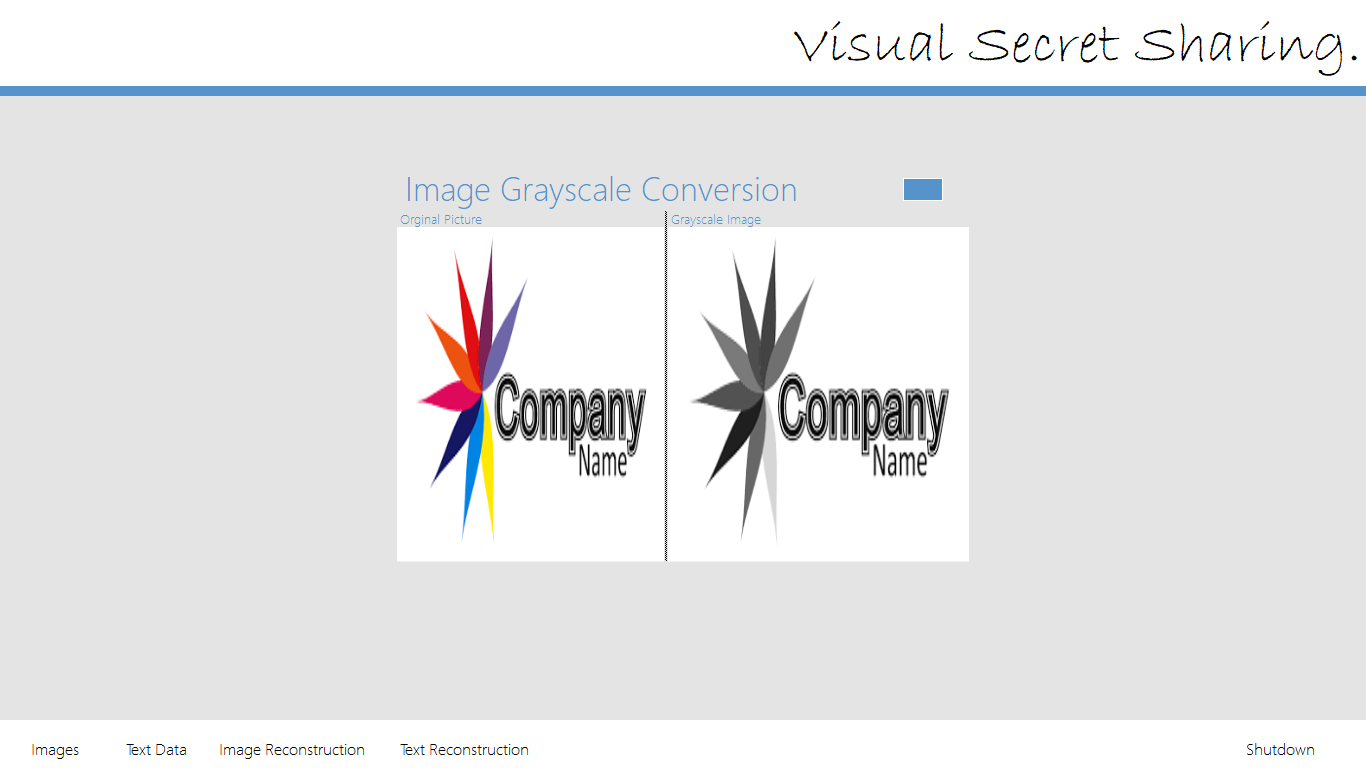 Visual Secret Sharing.
Image Grayscale Conversion
Orginal Picture
Grayscale Image
Company
Name
Company
Name
Images
Text Data
Image Reconstruction
Text Reconstruction
Shutdown